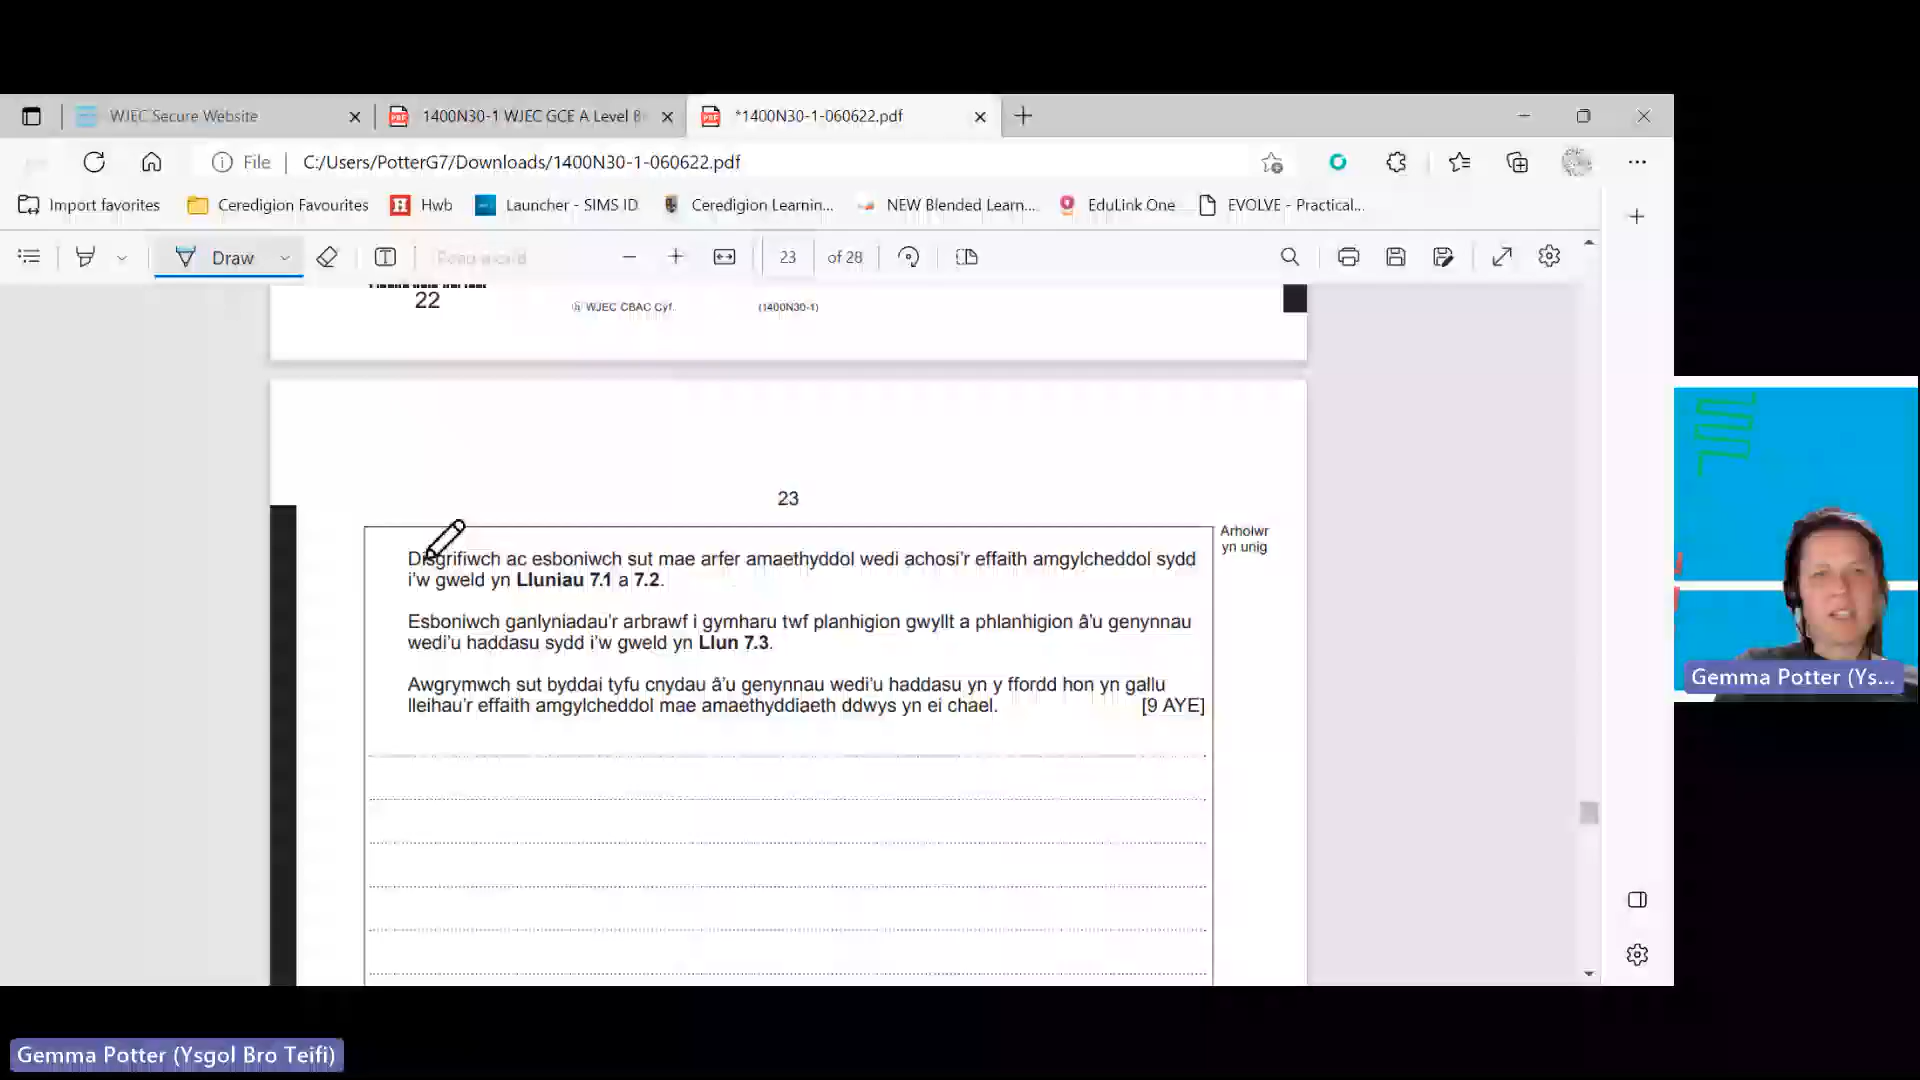 WJEC Secure Website
1400N30-1 WJEC GCE A Level B
*1400N30-1-060622.pdf
File
C:/Users/PotterG7/Downloads/1400N30-1-060622.pdf
Import favorites
Ceredigion Favourites
Hwb
Launcher - SIMS ID
Ceredigion Learnin...
NEW Blended Learn...
EduLink One
EVOLVE - Practical...
Draw
Read aloud
23
of 28
22
WJEC CBAC Cyf.
(1400N30-1)
23
Arholwr
yn unig
Disgrifiwch ac esboniwch sut mae arfer amaethyddol wedi achosi'r effaith amgylcheddol sydd
i'w gweld yn Lluniau 7.1 a 7.2.
Esboniwch ganlyniadau'r arbrawf i gymharu twf planhigion gwyllt a phlanhigion â'u genynnau
wedi'u haddasu sydd i'w gweld yn Llun 7.3.
Awgrymwch sut byddai tyfu cnydau â'u genynnau wedi'u haddasu yn y ffordd hon yn gallu
lleihau'r effaith amgylcheddol mae amaethyddiaeth ddwys yn ei chael.
[9 AYE]
Gemma Potter (Ys...
Gemma Potter (Ysgol Bro Teifi)